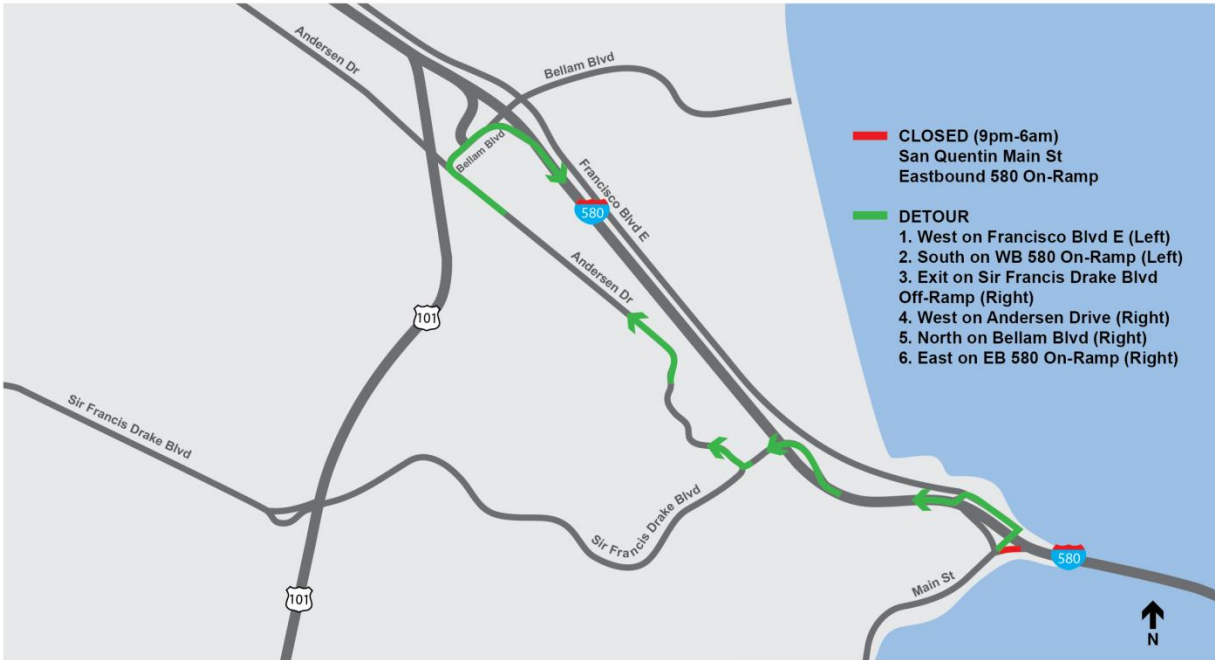 Andersen Dr
Bellam Blvd
Bellam Blvd
Francisco Blvd E
580
Andersen Dr
101
Sir Francis Drake Blvd
Sir Francis Drake Blvd
Main St
580
101
N
CLOSED (9pm-6am)
San Quentin Main St
Eastbound 580 On-Ramp
DETOUR
1. West on Francisco Blvd E (Left)
2. South on WB 580 On-Ramp (Left)
3. Exit on Sir Francis Drake Blvd
Off-Ramp (Right)
4. West on Andersen Drive (Right)
5. North on Bellam Blvd (Right)
6. East on EB 580 On-Ramp (Right)